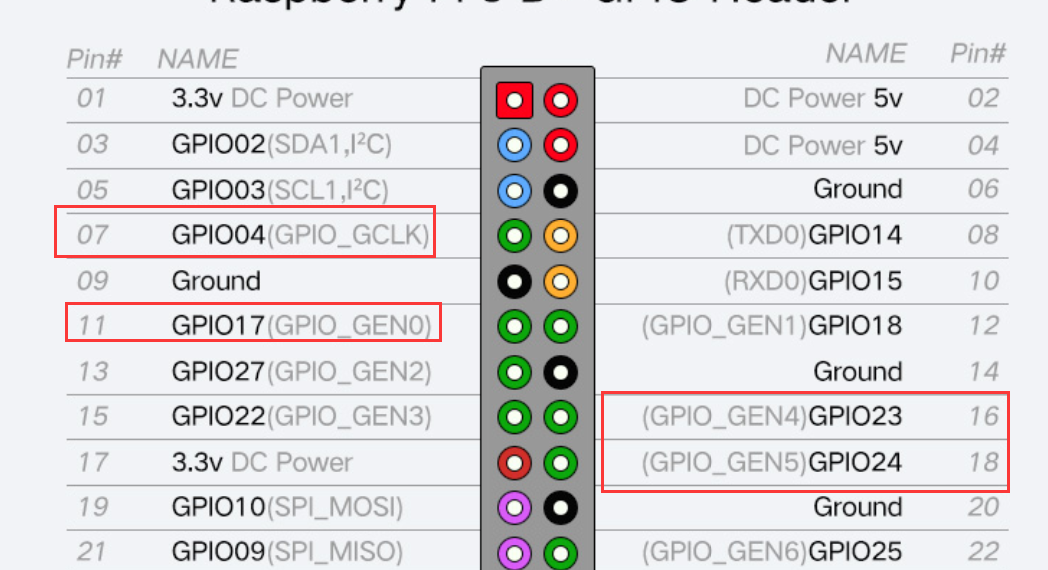 Pin# NAME NAME Pin#
01 3.3v DC Power DC Power 5v 02
03 GPIO02(SDA1,I²C) DC Power 5v 04
05 GPIO03(SCL1,I²C) Ground 06
07 GPIO04(GPIO_GCLK) (TXD0)GPIO14 08
09 Ground (RXD0)GPIO15 10
11 GPIO17(GPIO_GEN0) (GPIO_GEN1)GPIO18 12
13 GPIO27(GPIO_GEN2) Ground 14
15 GPIO22(GPIO_GEN3) (GPIO_GEN4)GPIO23 16
17 3.3v DC Power (GPIO_GEN5)GPIO24 18
19 GPIO10(SPI_MOSI) Ground 20
21 GPIO09(SPI_MISO) (GPIO_GEN6)GPIO25 22